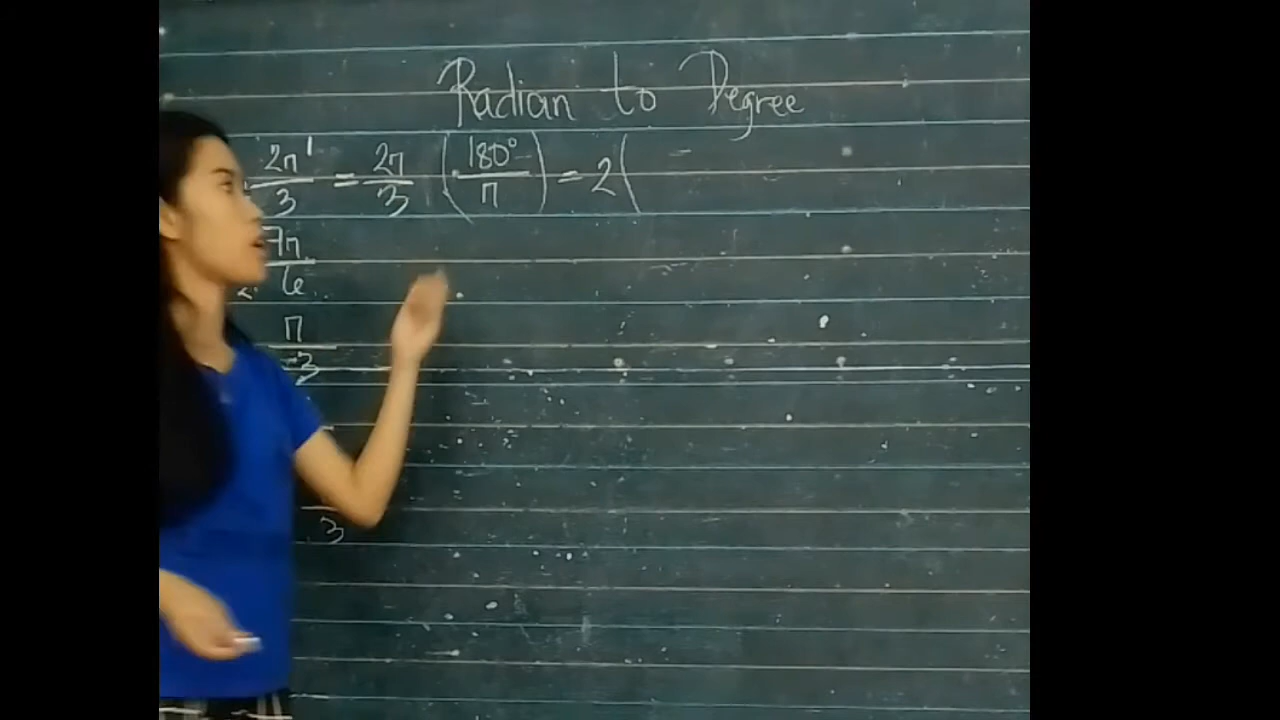 Radian to Degree
2π/3 = 2π/3 (180°/π) = 2(
7π/6
π/3
3